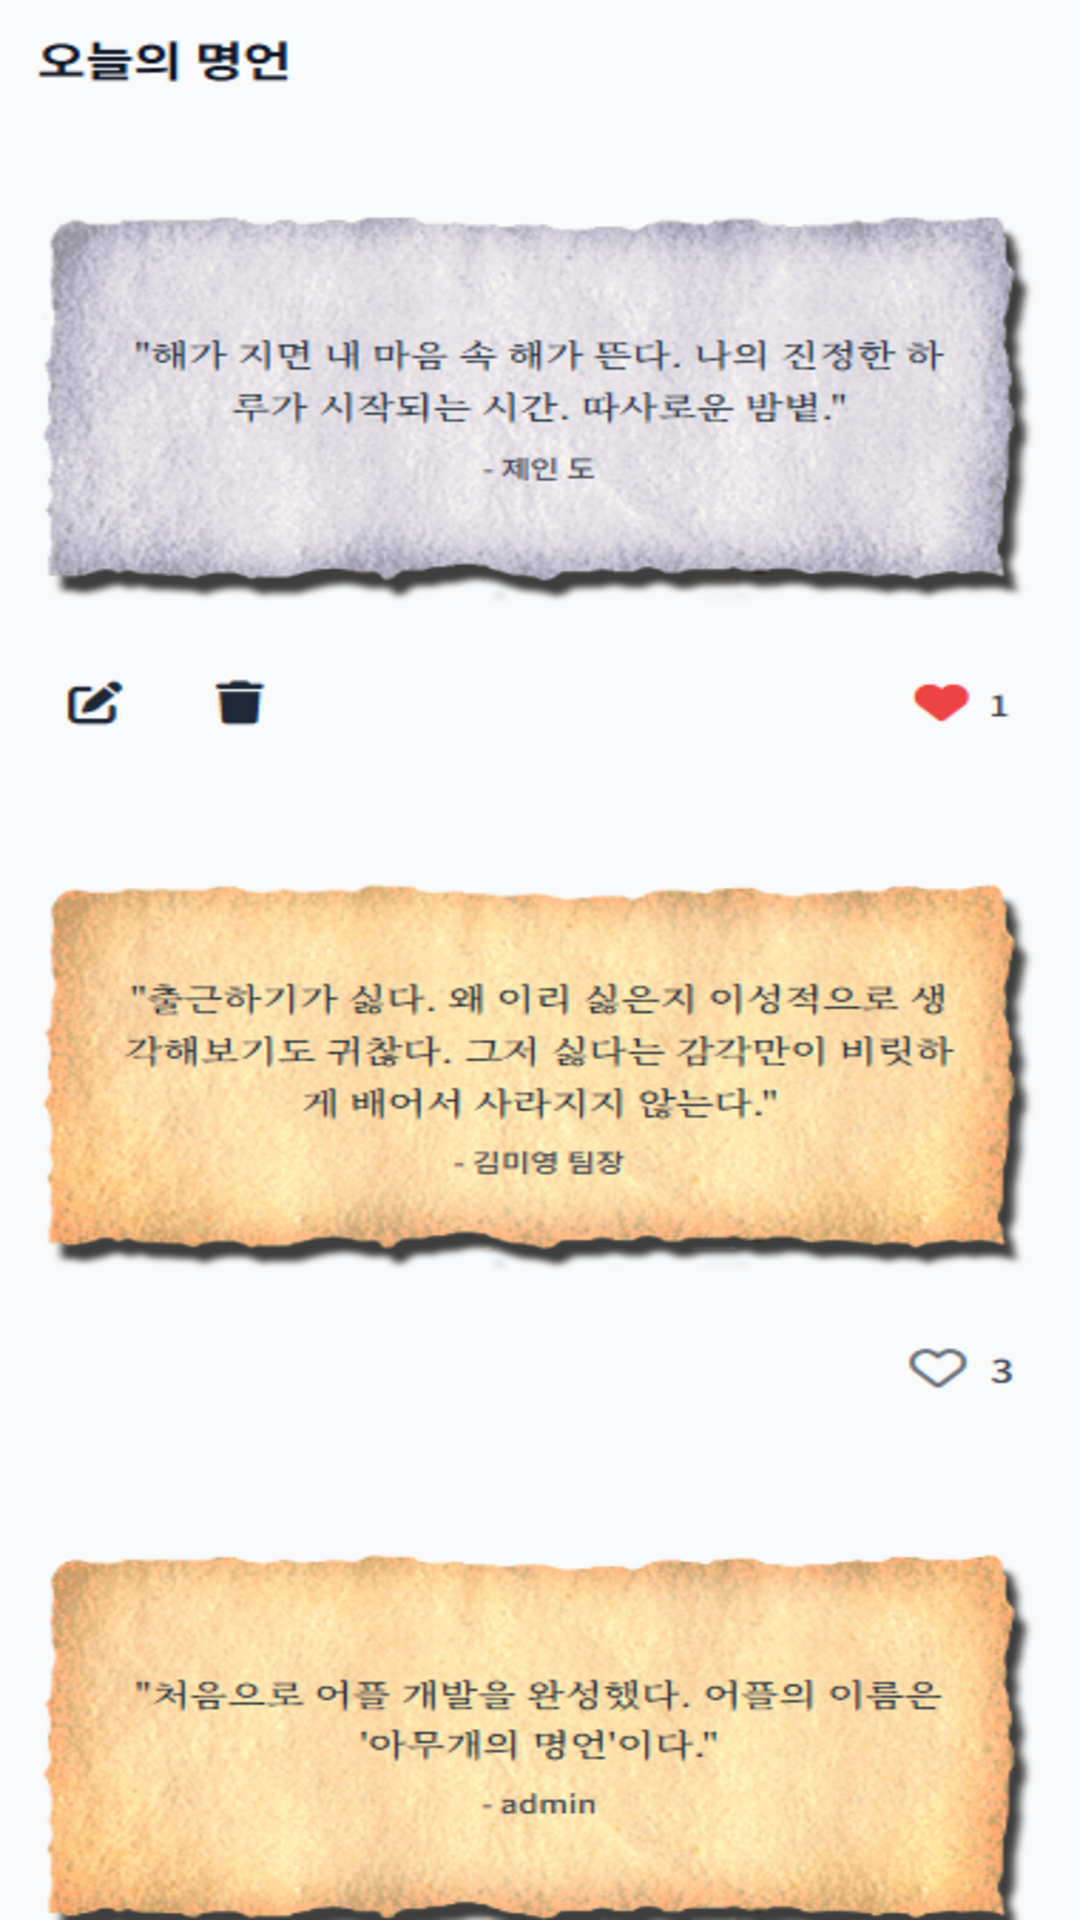 오늘의 명언
"해가 지면 내 마음 속 해가 뜬다. 나의 진정한 하
루가 시작되는 시간. 따사로운 밤볕."
- 제인 도
1
"출근하기가 싫다. 왜 이리 싫은지 이성적으로 생
각해보기도 귀찮다. 그저 싫다는 감각만이 비릿하
게 배어서 사라지지 않는다."
- 김미영 팀장
3
"처음으로 어플 개발을 완성했다. 어플의 이름은
'아무개의 명언'이다."
- admin